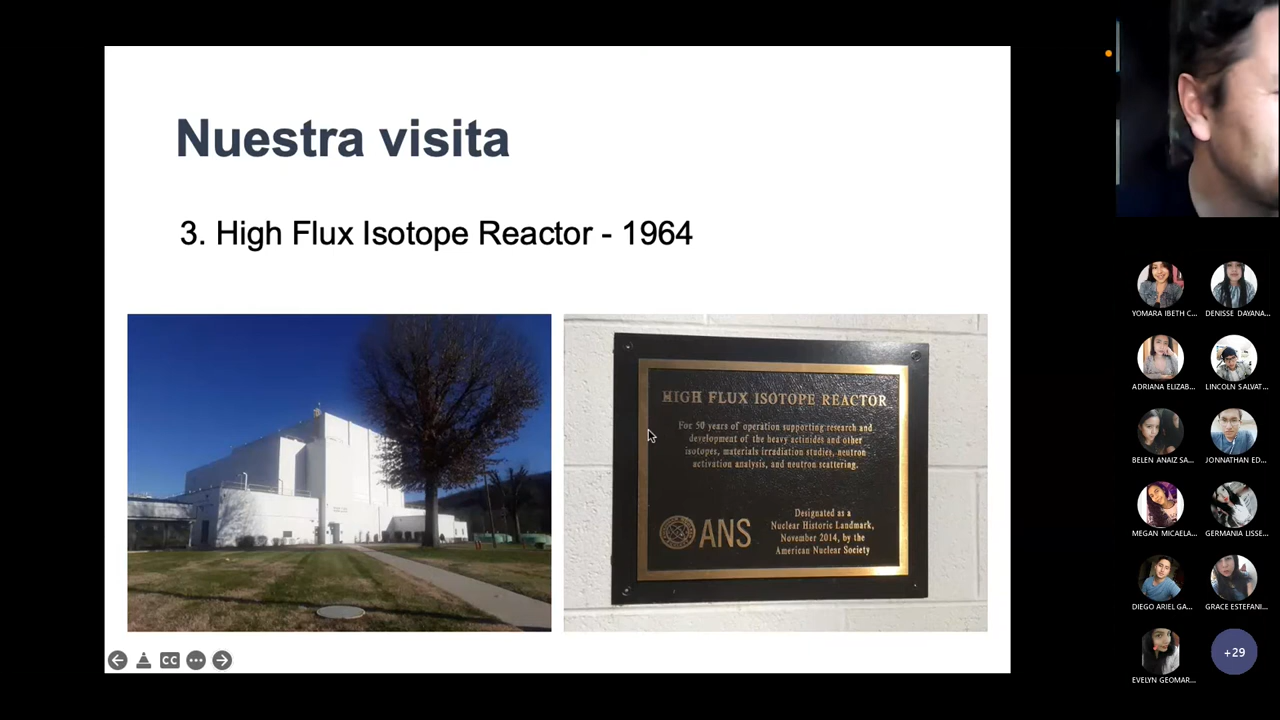 Nuestra visita
3. High Flux Isotope Reactor - 1964
HIGH FLUX ISOTOPE REACTOR
For 50 years of operation supporting research and
development of the heavy actinides and other
isotopes, materials irradiation studies, neutron
activation analysis, and neutron scattering.
ANS
Designated as a
Nuclear Historic Landmark,
November 2014, by the
American Nuclear Society
CC
YOMARA IBETH C...
DENISSE DAYANA...
ADRIANA ELIZAB...
LINCOLN SALVAT...
BELEN ANAIZ SA...
JONNATHAN ED...
MEGAN MICAELA...
GERMANIA LISSE...
DIEGO ARIEL GA...
GRACE ESTEFANI...
EVELYN GEOMAR...
+29